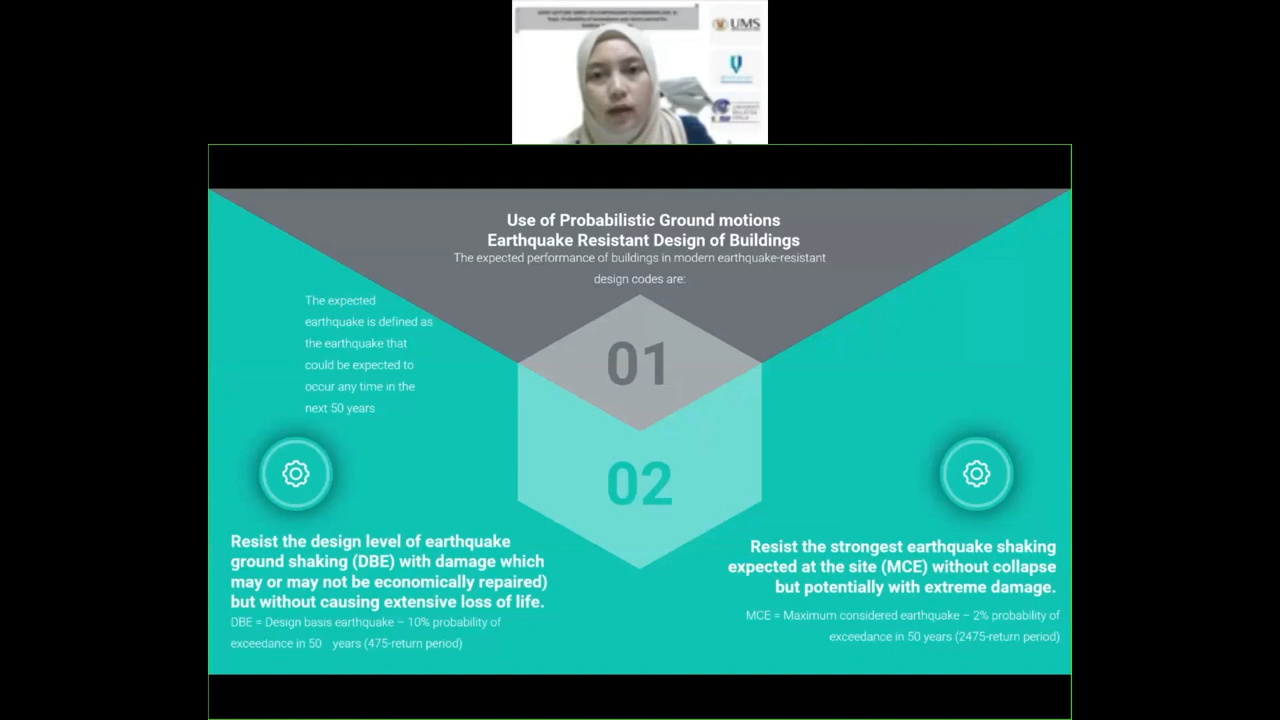 UMS
Use of Probabilistic Ground motions
Earthquake Resistant Design of Buildings
The expected performance of buildings in modern earthquake-resistant
design codes are:
The expected
earthquake is defined as
the earthquake that
could be expected to
occur any time in the
next 50 years
01
02
Resist the design level of earthquake
ground shaking (DBE) with damage which
may or may not be economically repaired)
but without causing extensive loss of life.
DBE = Design basis earthquake – 10% probability of
exceedance in 50 years (475-return period)
Resist the strongest earthquake shaking
expected at the site (MCE) without collapse
but potentially with extreme damage.
MCE = Maximum considered earthquake – 2% probability of
exceedance in 50 years (2475-return period)